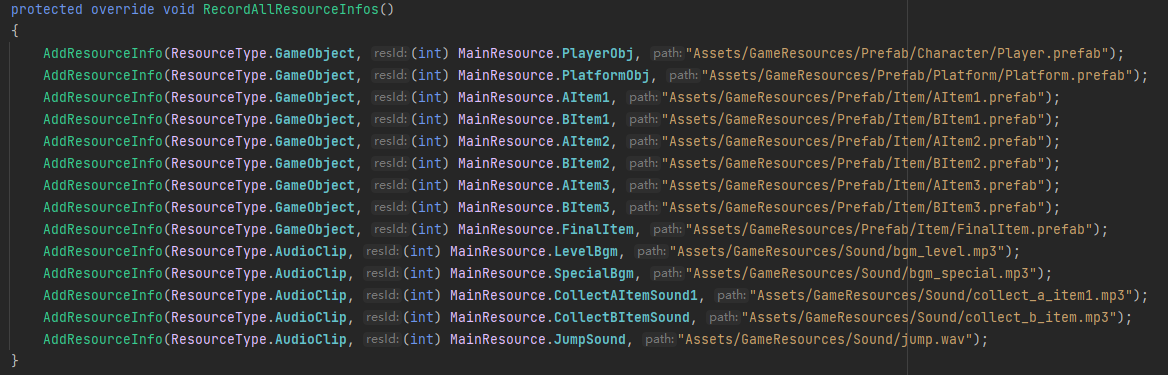 protected override void RecordAllResourceInfos()
{
    AddResourceInfo(ResourceType.GameObject, resId:(int) MainResource.PlayerObj, path:"Assets/GameResources/Prefab/Character/Player.prefab");
    AddResourceInfo(ResourceType.GameObject, resId:(int) MainResource.PlatformObj, path:"Assets/GameResources/Prefab/Platform/Platform.prefab");
    AddResourceInfo(ResourceType.GameObject, resId:(int) MainResource.AItem1, path:"Assets/GameResources/Prefab/Item/AItem1.prefab");
    AddResourceInfo(ResourceType.GameObject, resId:(int) MainResource.BItem1, path:"Assets/GameResources/Prefab/Item/BItem1.prefab");
    AddResourceInfo(ResourceType.GameObject, resId:(int) MainResource.AItem2, path:"Assets/GameResources/Prefab/Item/AItem2.prefab");
    AddResourceInfo(ResourceType.GameObject, resId:(int) MainResource.BItem2, path:"Assets/GameResources/Prefab/Item/BItem2.prefab");
    AddResourceInfo(ResourceType.GameObject, resId:(int) MainResource.AItem3, path:"Assets/GameResources/Prefab/Item/AItem3.prefab");
    AddResourceInfo(ResourceType.GameObject, resId:(int) MainResource.BItem3, path:"Assets/GameResources/Prefab/Item/BItem3.prefab");
    AddResourceInfo(ResourceType.GameObject, resId:(int) MainResource.FinalItem, path:"Assets/GameResources/Prefab/Item/FinalItem.prefab");
    AddResourceInfo(ResourceType.AudioClip, resId:(int) MainResource.LevelBgm, path:"Assets/GameResources/Sound/bgm_level.mp3");
    AddResourceInfo(ResourceType.AudioClip, resId:(int) MainResource.SpecialBgm, path:"Assets/GameResources/Sound/bgm_special.mp3");
    AddResourceInfo(ResourceType.AudioClip, resId:(int) MainResource.CollectAItemSound1, path:"Assets/GameResources/Sound/collect_a_item1.mp3");
    AddResourceInfo(ResourceType.AudioClip, resId:(int) MainResource.CollectBItemSound, path:"Assets/GameResources/Sound/collect_b_item.mp3");
    AddResourceInfo(ResourceType.AudioClip, resId:(int) MainResource.JumpSound, path:"Assets/GameResources/Sound/jump.wav");
}